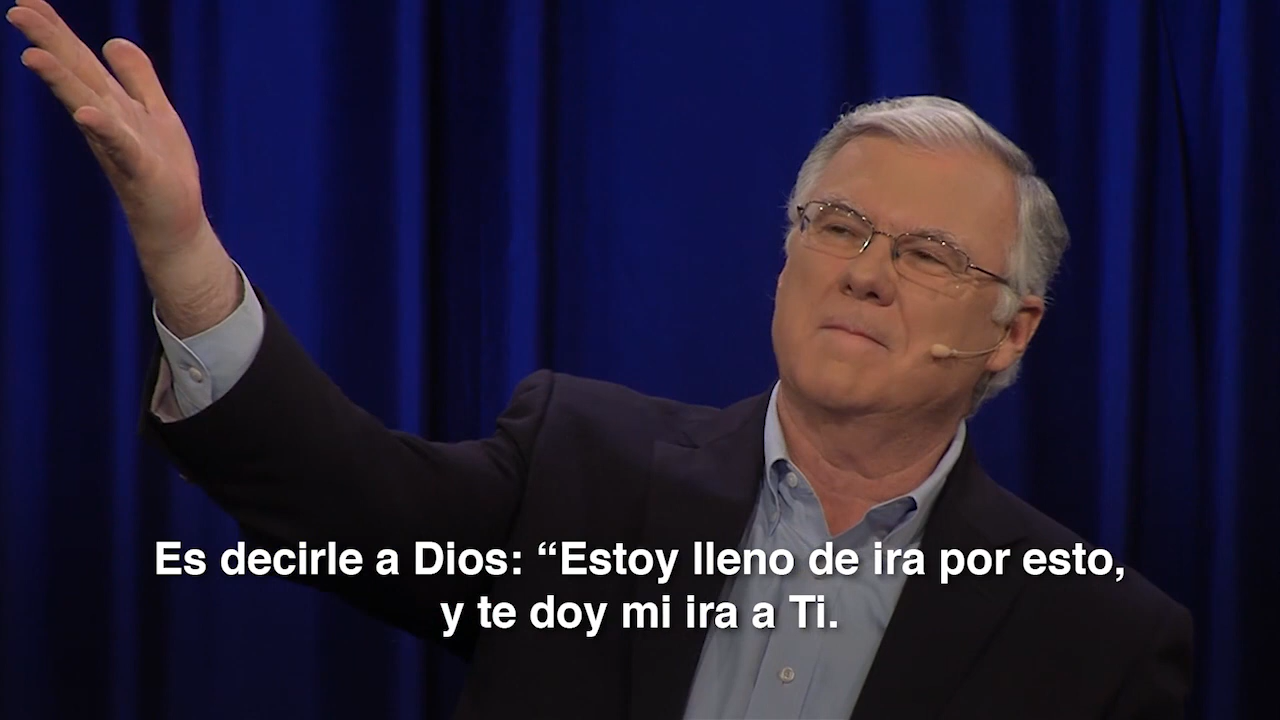 Es decirle a Dios: “Estoy lleno de ira por esto,
y te doy mi ira a Ti.